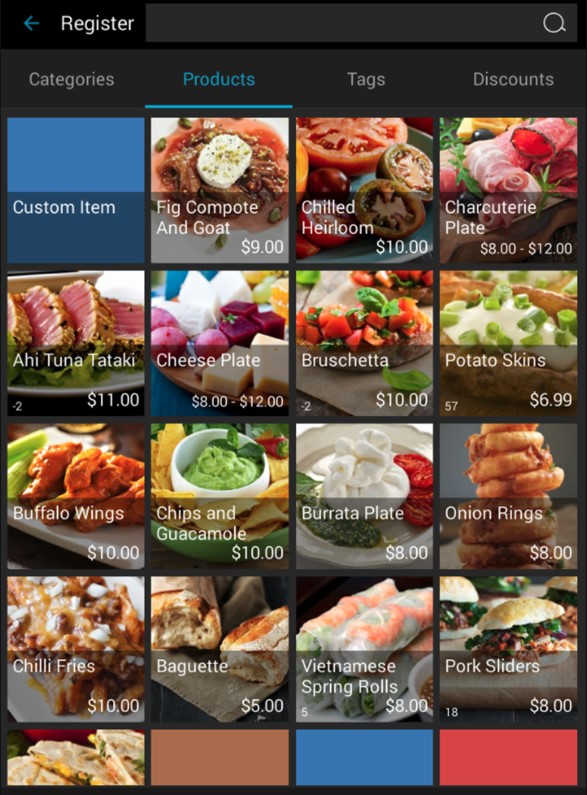 Register
Categories
Products
Tags
Discounts
Custom Item
Fig Compote
And Goat
$9.00
Chilled
Heirloom
$10.00
Charcuterie
Plate
$8.00 - $12.00
Ahi Tuna Tataki
-2
$11.00
Cheese Plate
$8.00 - $12.00
Bruschetta
-2
$10.00
Potato Skins
57
$6.99
Buffalo Wings
$10.00
Chips and
Guacamole
$10.00
Burrata Plate
$8.00
Onion Rings
$8.00
Chilli Fries
$10.00
Baguette
$5.00
Vietnamese
Spring Rolls
5
$8.00
Pork Sliders
18
$8.00